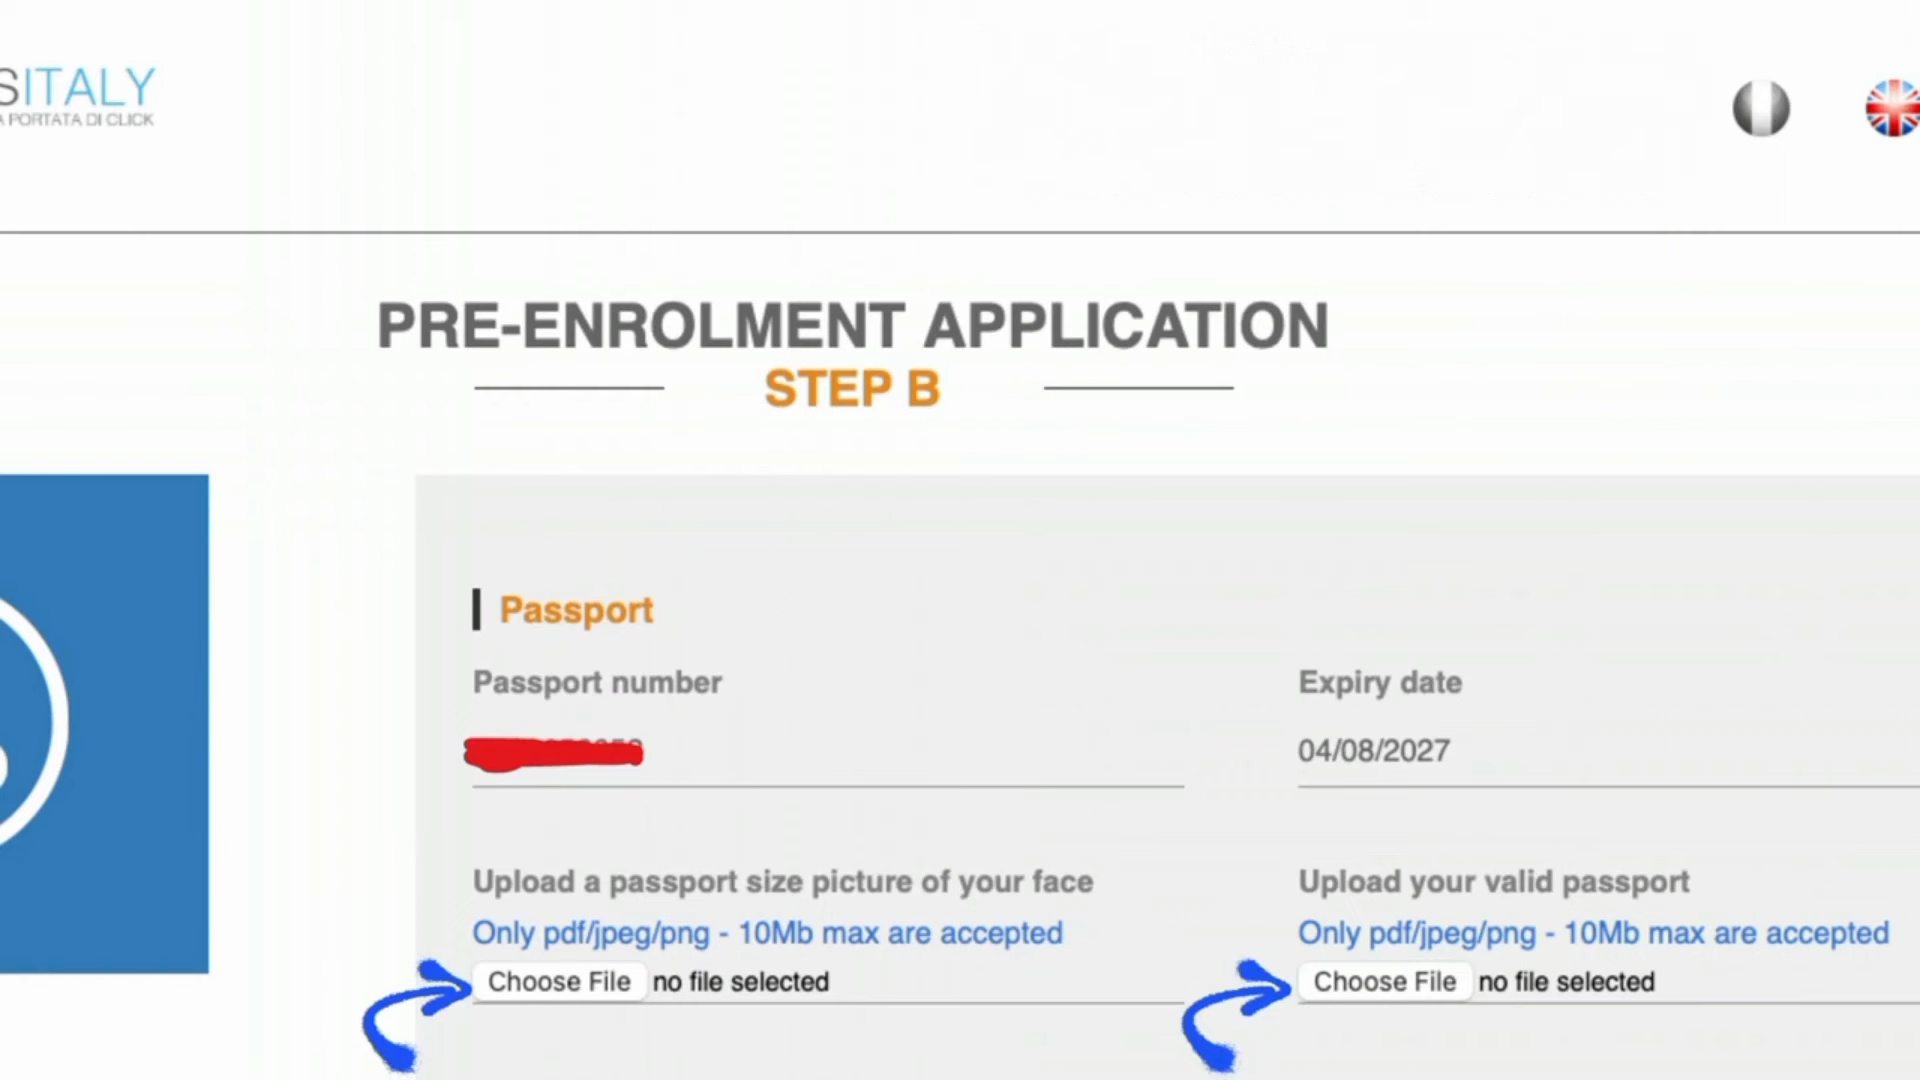 SITALY
A PORTATA DI CLICK
PRE-ENROLMENT APPLICATION
STEP B
Passport
Passport number
Expiry date
04/08/2027
Upload a passport size picture of your face
Upload your valid passport
Only pdf/jpeg/png - 10Mb max are accepted
Only pdf/jpeg/png - 10Mb max are accepted
Choose File no file selected
Choose File no file selected